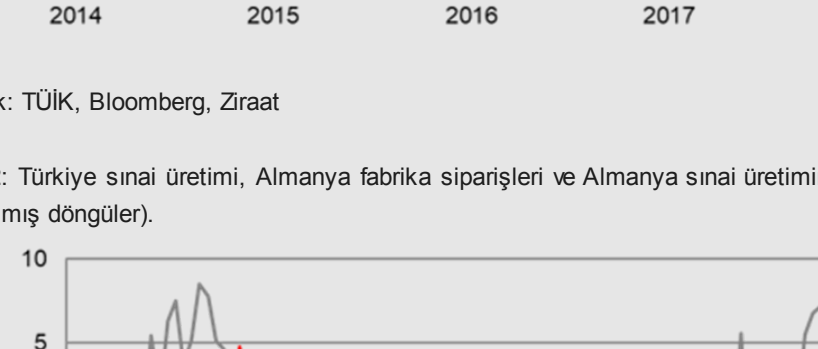 2014 2015 2016 2017
k: TÜİK, Bloomberg, Ziraat
: Türkiye sınai üretimi, Almanya fabrika siparişleri ve Almanya sınai üretimi
mış döngüler).
10
5